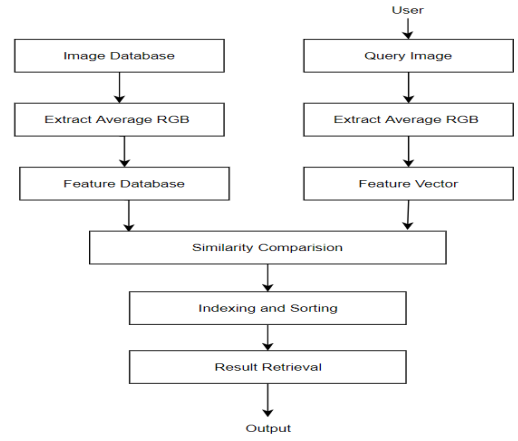 User
Image Database
Query Image
Extract Average RGB
Extract Average RGB
Feature Database
Feature Vector
Similarity Comparision
Indexing and Sorting
Result Retrieval
Output